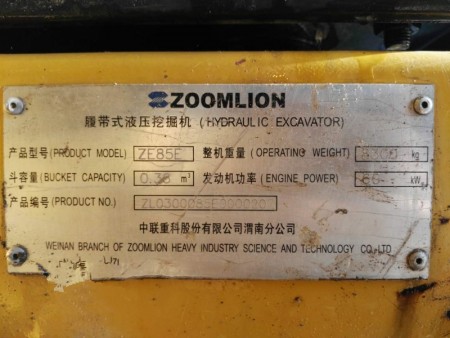 ZOOMLION
履带式液压挖掘机 (HYDRAULIC EXCAVATOR)
产品型号(PRODUCT MODEL) ZE85E 整机重量 (OPERATING WEIGHT) 8300 kg
斗容量(BUCKET CAPACITY) 0.38 m³ 发动机功率(ENGINE POWER) kW
产品编号(PRODUCT NO.)
中联重科股份有限公司渭南分公司
WEINAN BRANCH OF ZOOMLION HEAVY INDUSTRY SCIENCE AND TECHNOLOGY CO.,LTD